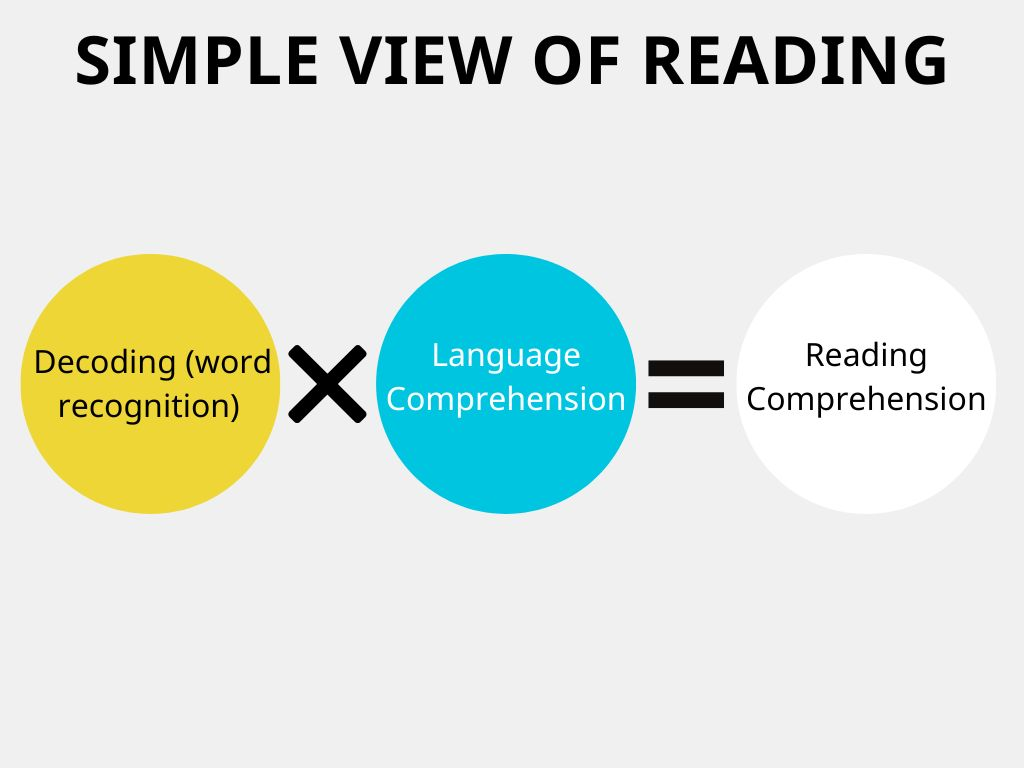 SIMPLE VIEW OF READING
Decoding (word
recognition)
Language
Comprehension
Reading
Comprehension